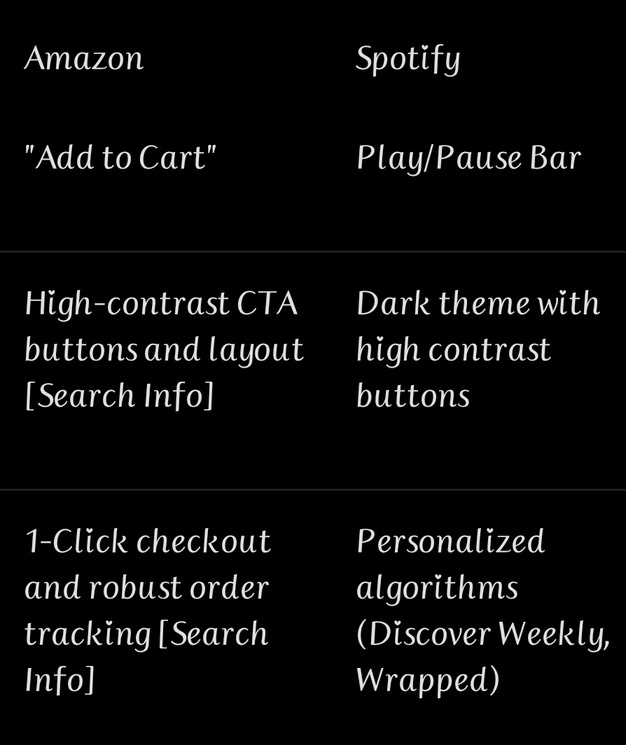 Amazon
Spotify
"Add to Cart"
Play/Pause Bar
High-contrast CTA
buttons and layout
[Search Info]
Dark theme with
high contrast
buttons
1-Click checkout
and robust order
tracking [Search
Info]
Personalized
algorithms
(Discover Weekly,
Wrapped)